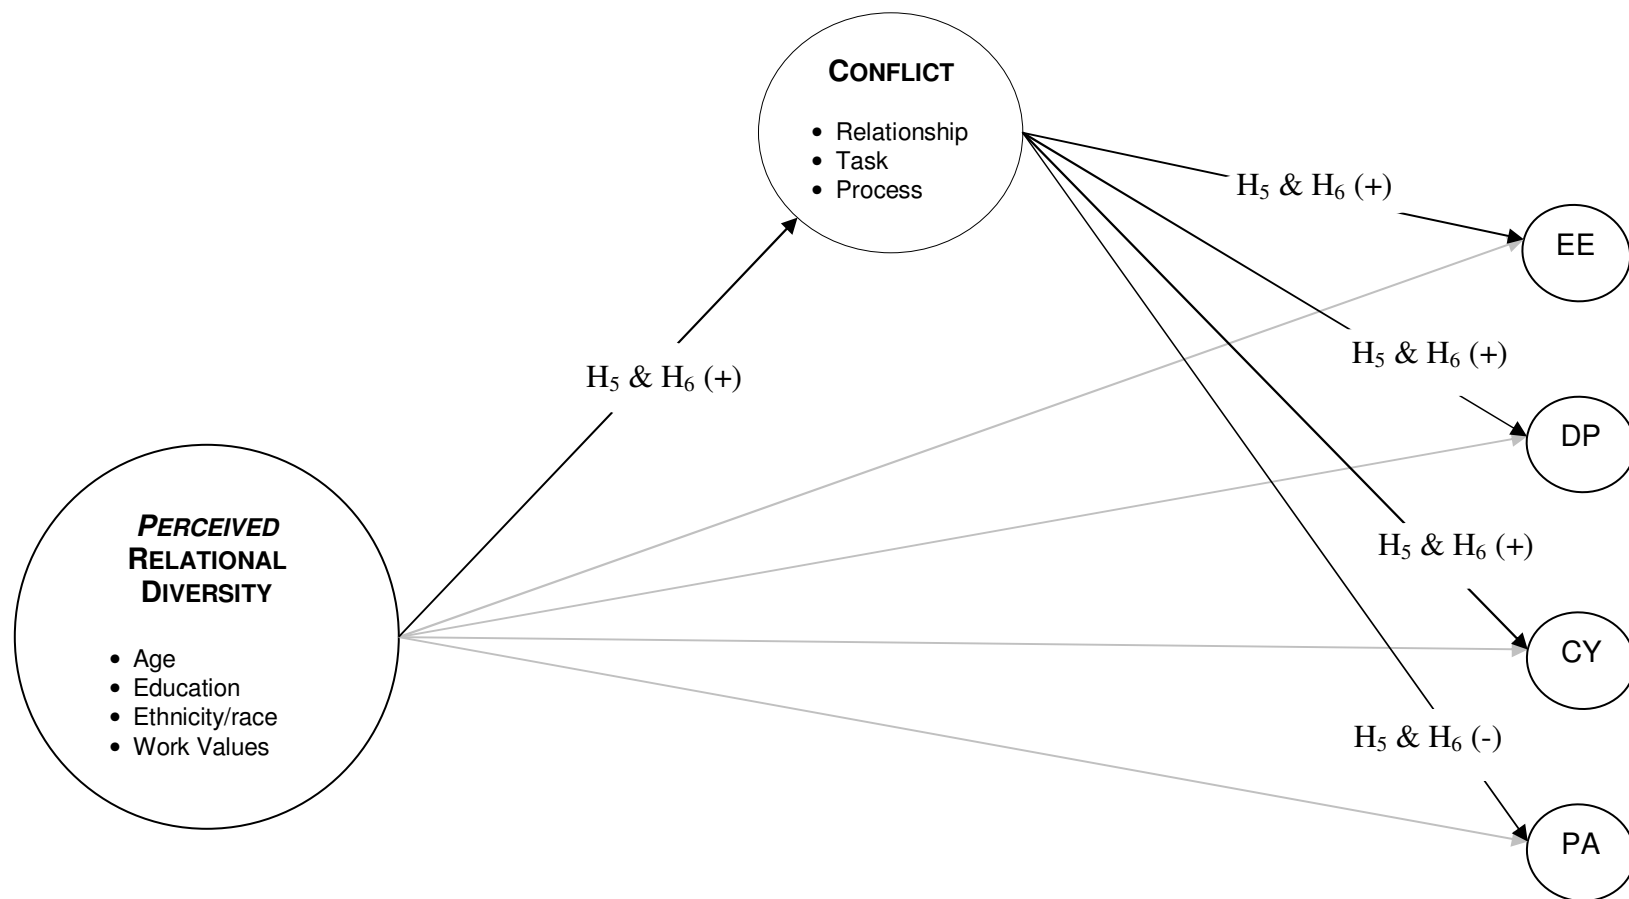 CONFLICT
• Relationship
• Task
• Process
H₅ & H₆ (+)
EE
H₅ & H₆ (+)
H₅ & H₆ (+)
DP
PERCEIVED
RELATIONAL
DIVERSITY
• Age
• Education
• Ethnicity/race
• Work Values
H₅ & H₆ (+)
CY
H₅ & H₆ (-)
PA